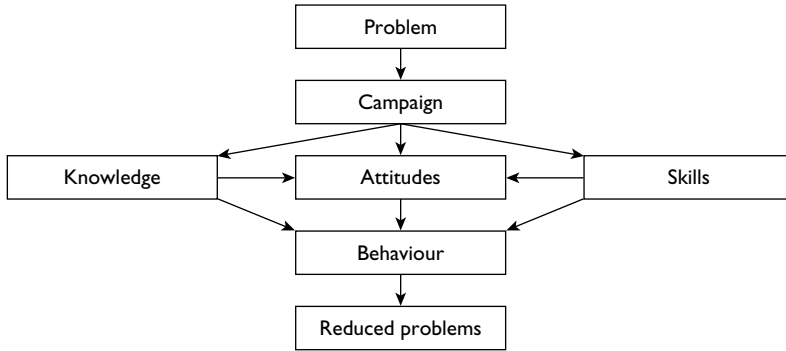 Problem
Campaign
Knowledge
Attitudes
Skills
Behaviour
Reduced problems